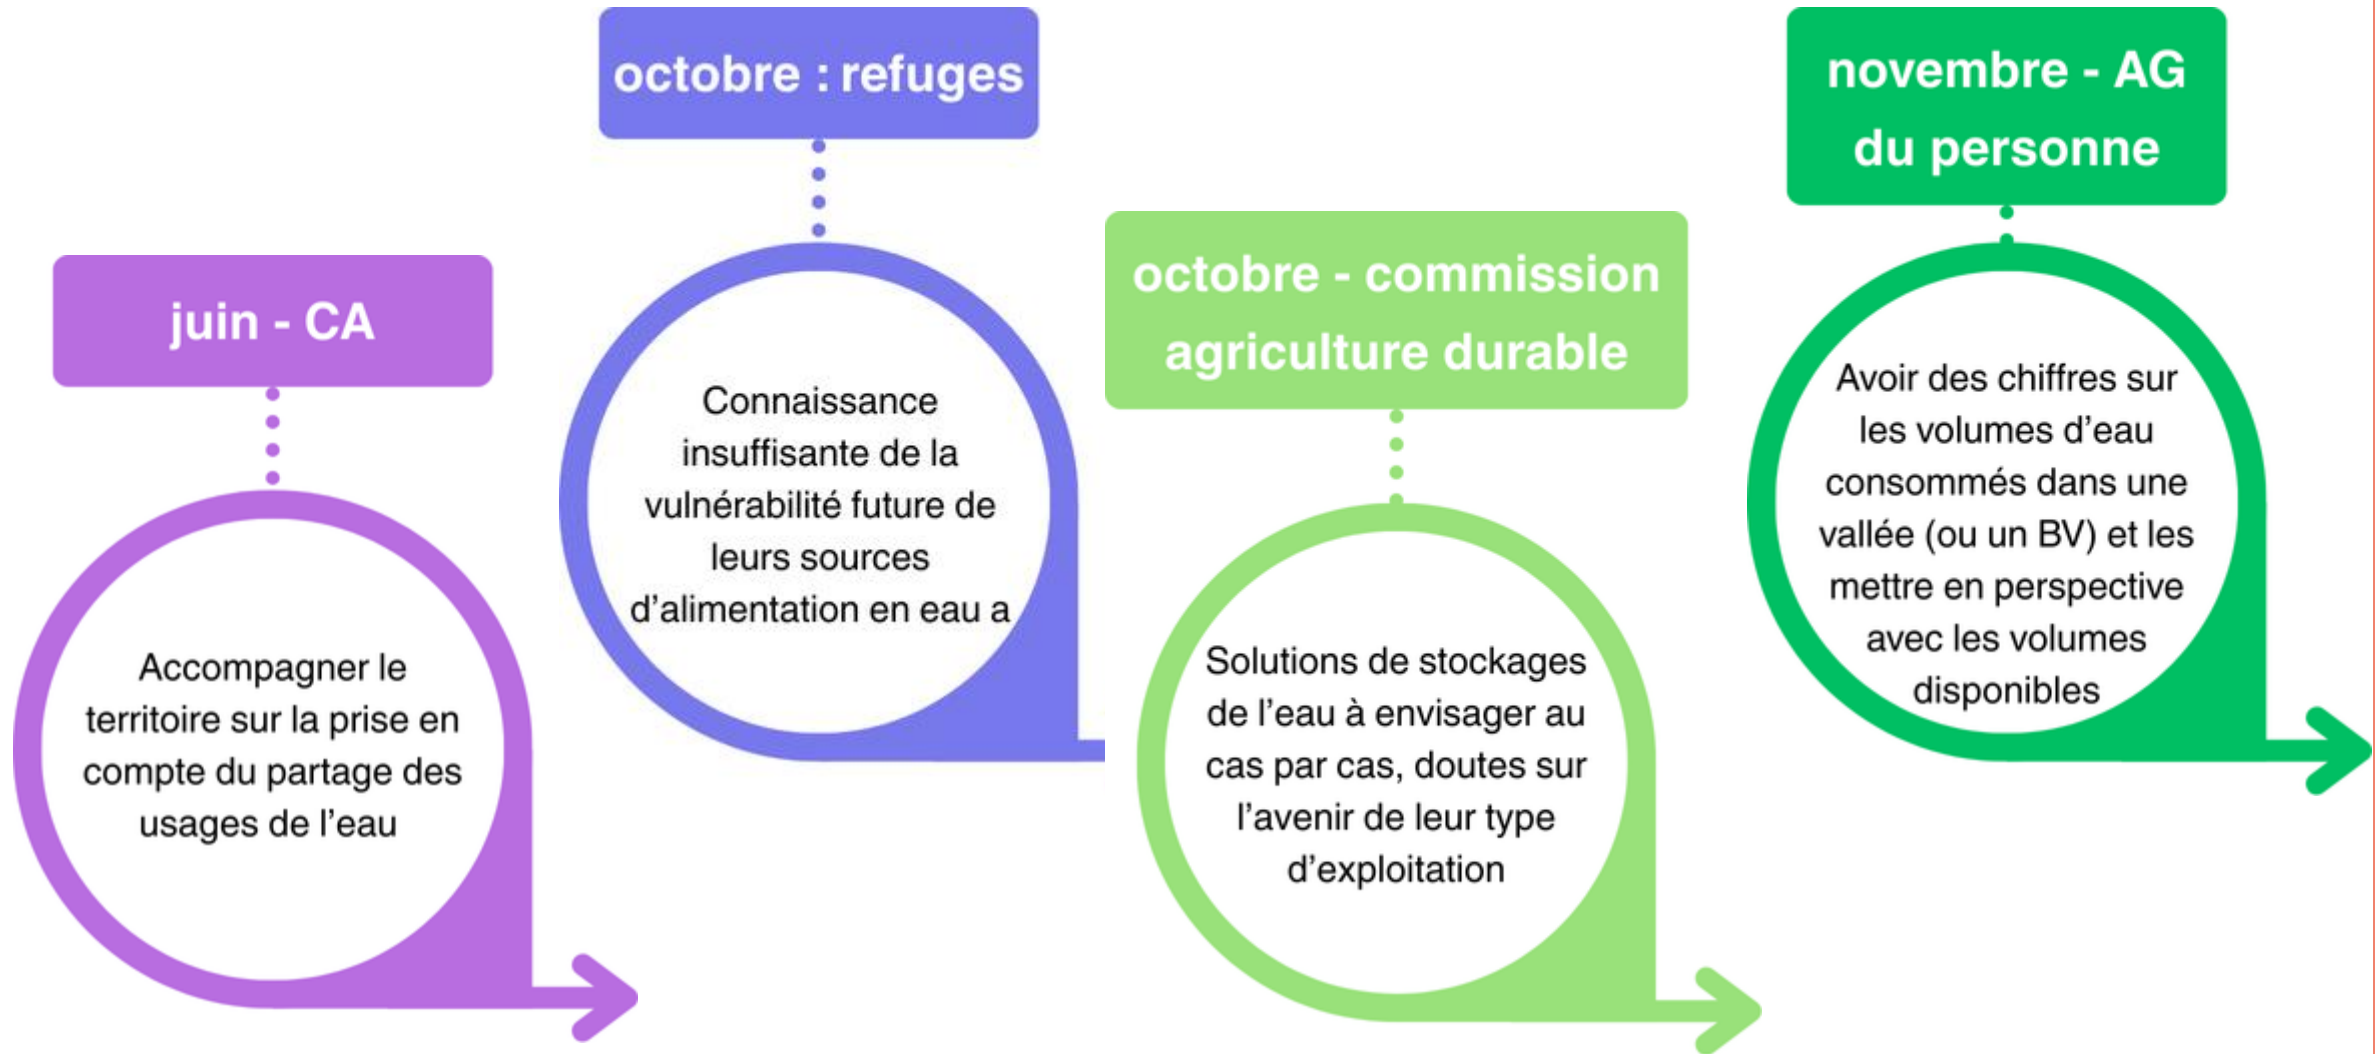 juin - CA
Accompagner le
territoire sur la prise en
compte du partage des
usages de l'eau
octobre : refuges
Connaissance
insuffisante de la
vulnérabilité future de
leurs sources
d'alimentation en eau a
octobre - commission
agriculture durable
Solutions de stockages
de l'eau à envisager au
cas par cas, doutes sur
l'avenir de leur type
d'exploitation
novembre - AG
du personne
Avoir des chiffres sur
les volumes d'eau
consommés dans une
vallée (ou un BV) et les
mettre en perspective
avec les volumes
disponibles